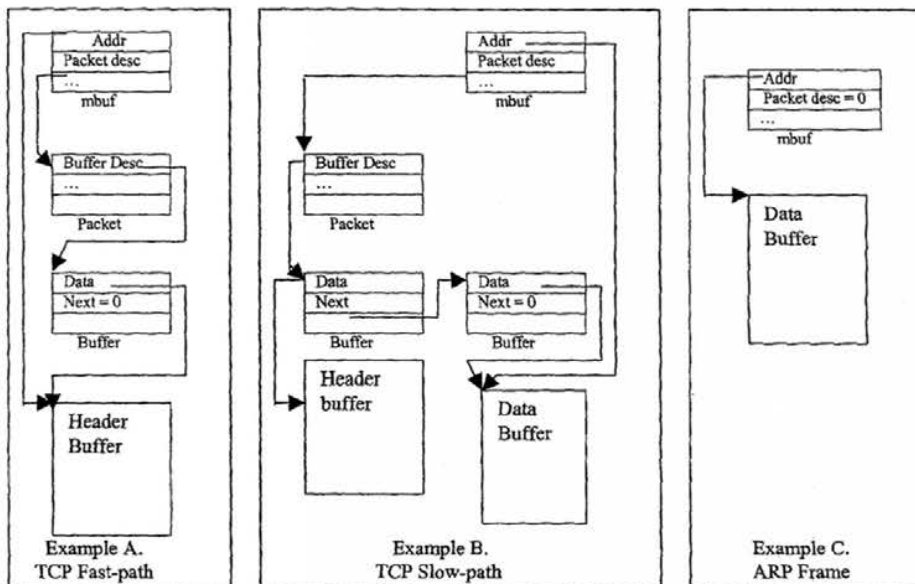 Addr
Packet desc
...
mbuf
Buffer Desc
...
Packet
Data
Next = 0
Buffer
Header
Buffer
Example A.
TCP Fast-path
Addr
Packet desc
...
mbuf
Buffer Desc
...
Packet
Data
Next
Buffer
Data
Next = 0
Buffer
Header
buffer
Data
Buffer
Example B.
TCP Slow-path
Addr
Packet desc = 0
...
mbuf
Data
Buffer
Example C.
ARP Frame